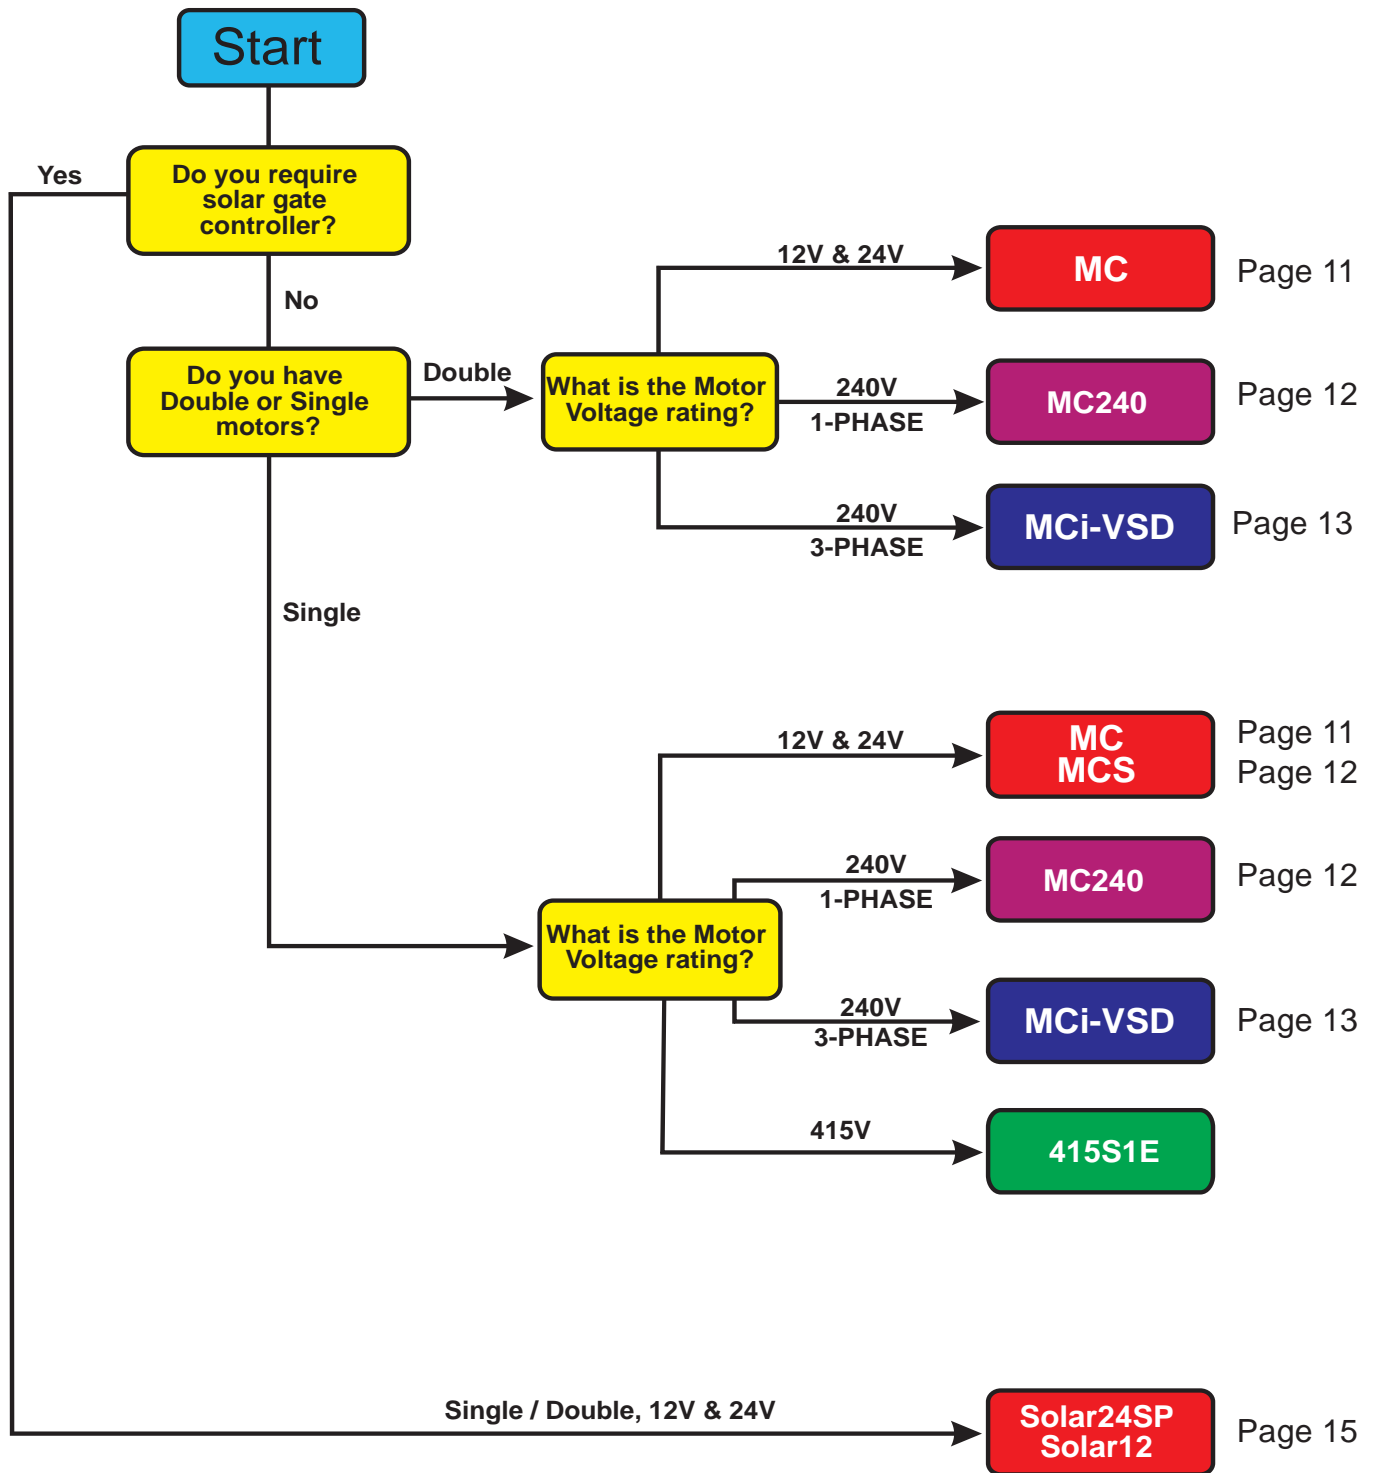 Start
Yes
Do you require
solar gate
controller?
No
Do you have
Double or Single
motors?
Double
What is the Motor
Voltage rating?
12V & 24V
MC
Page 11
240V
1-PHASE
MC240
Page 12
240V
3-PHASE
MCi-VSD
Page 13
Single
What is the Motor
Voltage rating?
12V & 24V
MC
MCS
Page 11
Page 12
240V
1-PHASE
MC240
Page 12
240V
3-PHASE
MCi-VSD
Page 13
415V
415S1E
Single / Double, 12V & 24V
Solar24SP
Solar12
Page 15